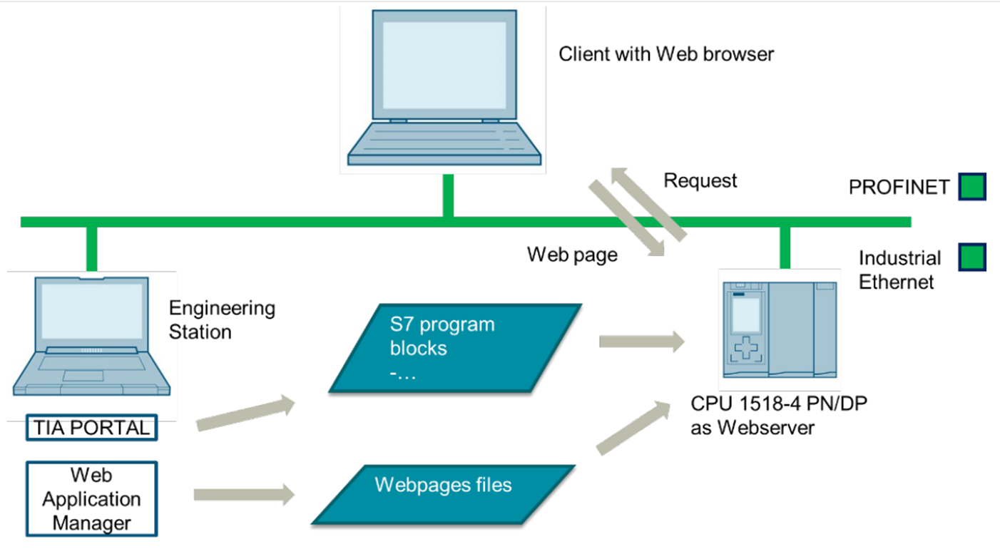 Client with Web browser
Request
PROFINET
Web page
Industrial
Ethernet
Engineering
Station
S7 program
blocks
-...
TIA PORTAL
CPU 1518-4 PN/DP
as Webserver
Web
Application
Manager
Webpages files